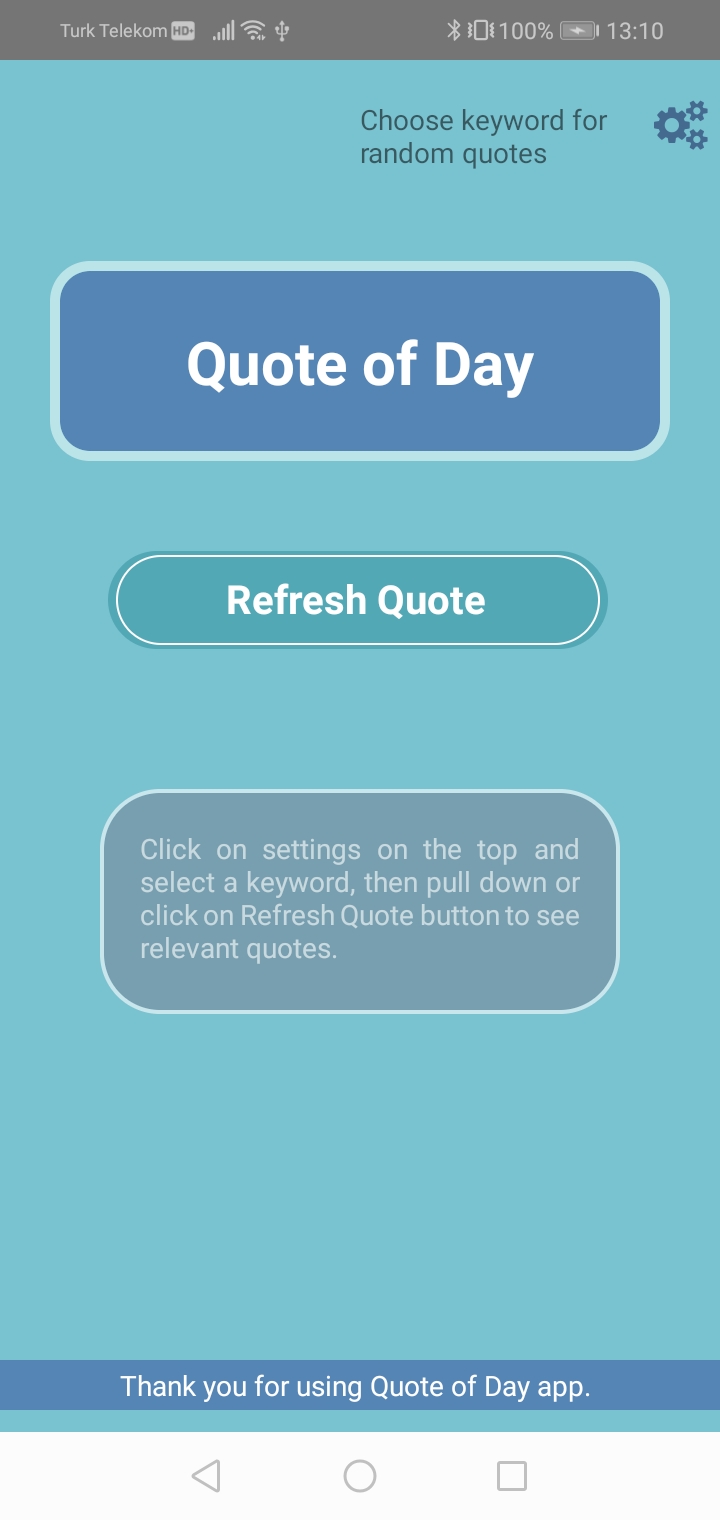 Turk Telekom HD+ 100% 13:10
Choose keyword for
random quotes
Quote of Day
Refresh Quote
Click on settings on the top and
select a keyword, then pull down or
click on Refresh Quote button to see
relevant quotes.
Thank you for using Quote of Day app.